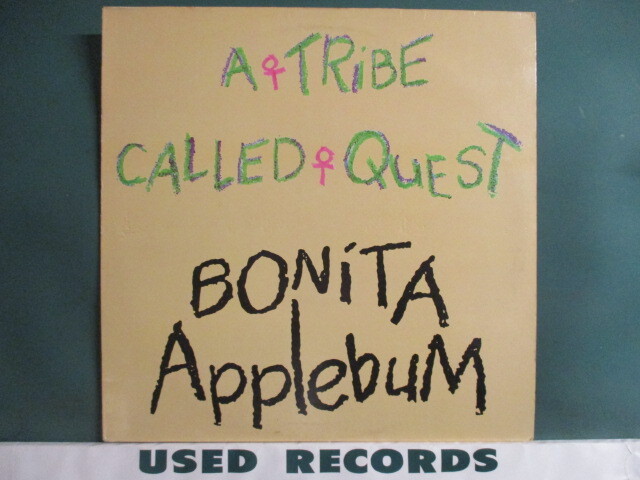 A TRiBE
CALLED QUEST
BONiTA
ApplebuM
USED RECORDS